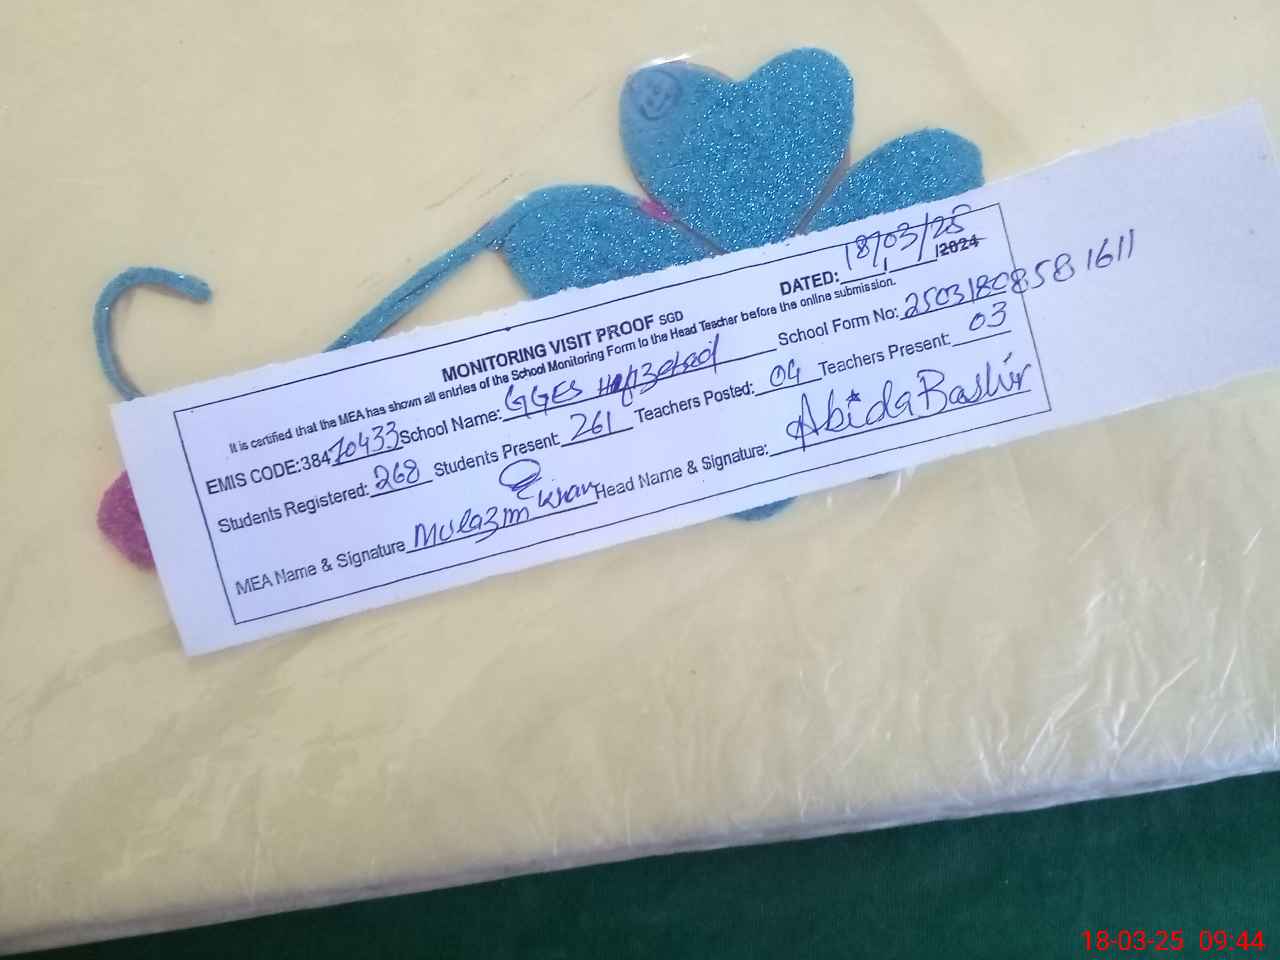 MONITORING VISIT PROOF SGD
DATED: 18/03/25 /2024
It is certified that the MEA has shown all entries of the School Monitoring Form to the Head Teacher before the online submission.
EMIS CODE:38470433 School Name: GGES School Form No: 25031808581611
Students Registered: 268 Students Present: 261 Teachers Posted: 04 Teachers Present: 03
MEA Name & Signature Mulazim Khan Head Name & Signature: Abida Bashir
18-03-25 09:44